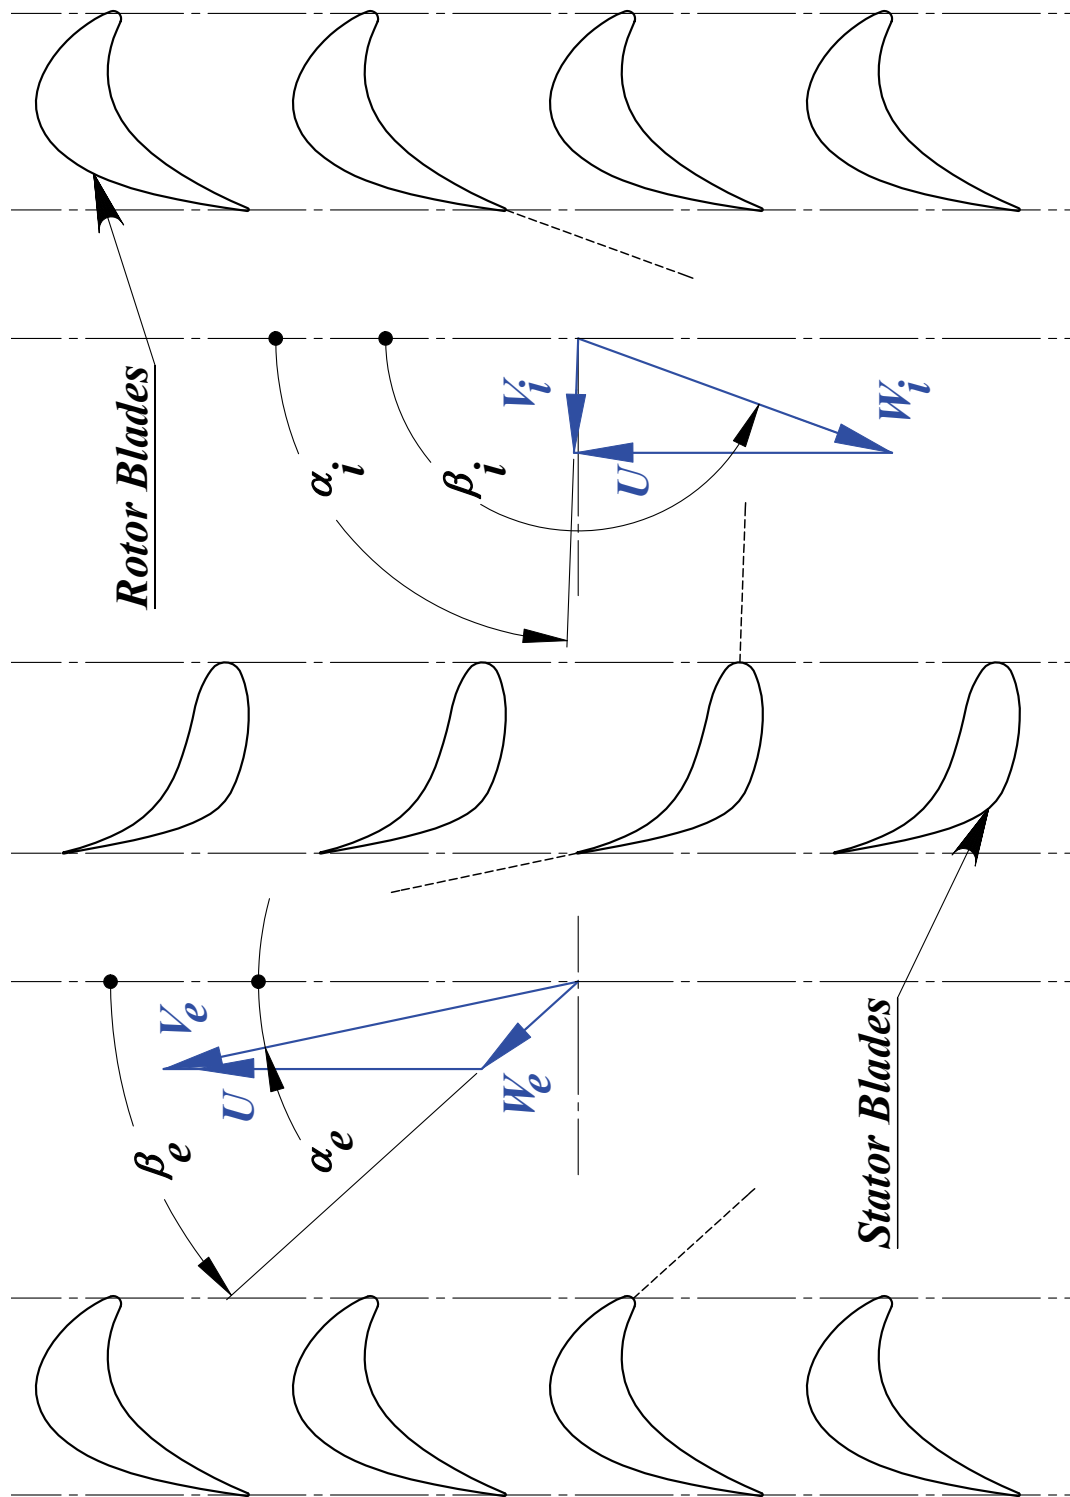 Rotor Blades
αi
βi
Vi
U
Wi
Ve
U
We
βe
αe
Stator Blades